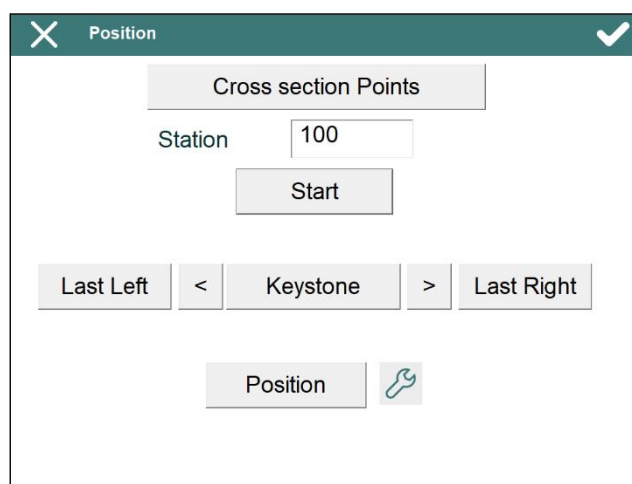 Position
Cross section Points
Station 100
Start
Last Left < Keystone > Last Right
Position